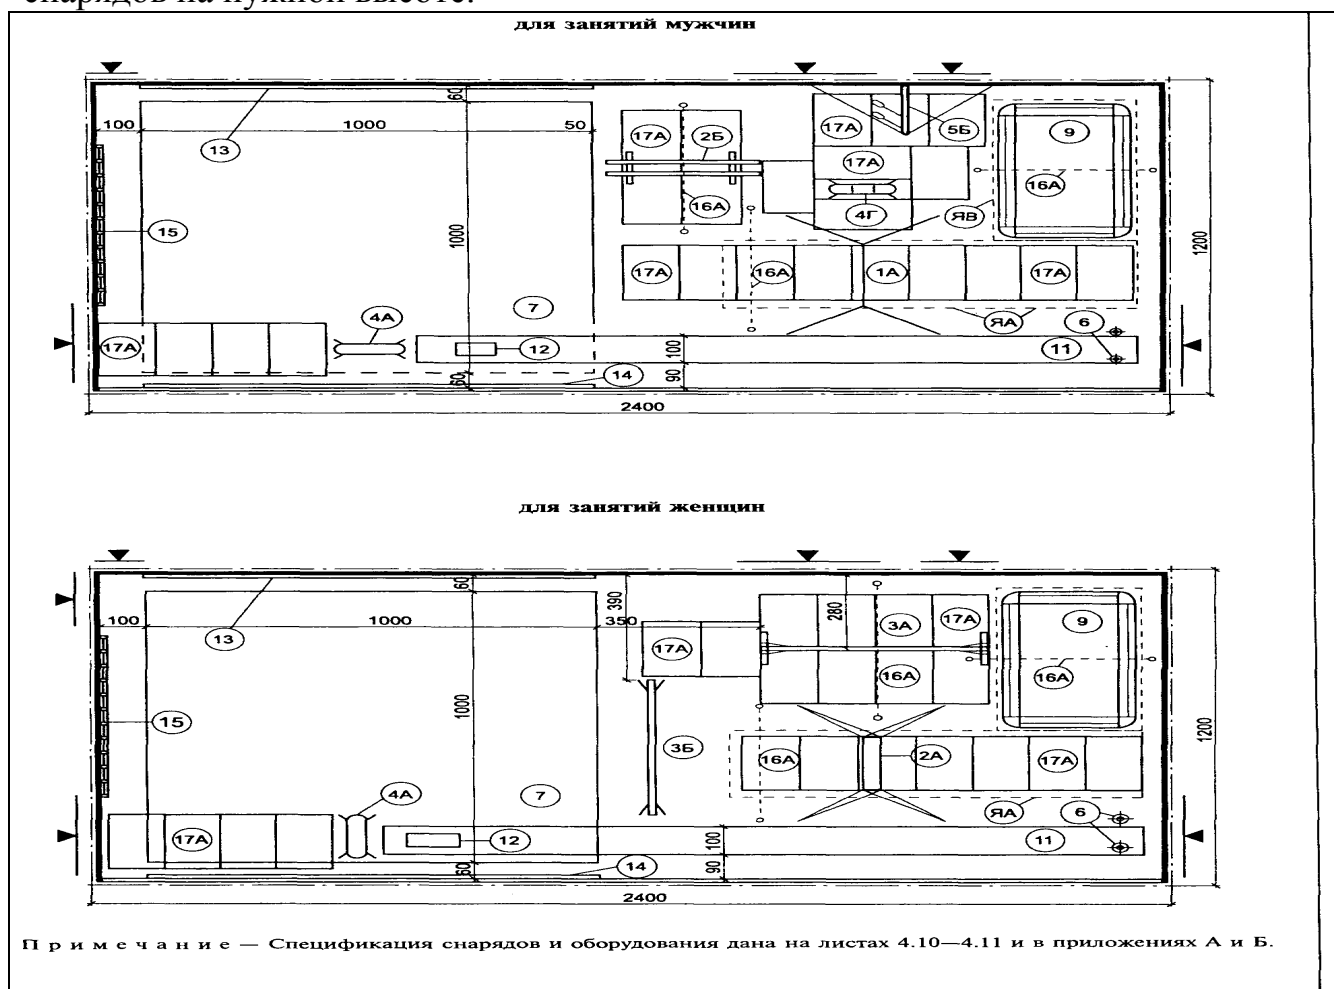 снарядов на нужной высоте.
для занятий мужчин
60
100 1000 50
17А 2Б 17А 5Б 9
13
17А
16А
16А 4Г ЯВ
15 1000 1200
17А 16А 1А 17А
7
4А ЯА 6
17А 12 100 11
60 14 90
2400
для занятий женщин
60
390
280
100 1000 350 3А 17А 9
13
17А
16А 16А
15 1000 1200
3Б 16А 2А 17А
4А 7
ЯА 6
17А 12 100 11
60 14 90
2400
Примечание — Спецификация снарядов и оборудования дана на листах 4.10—4.11 и в приложениях А и Б.